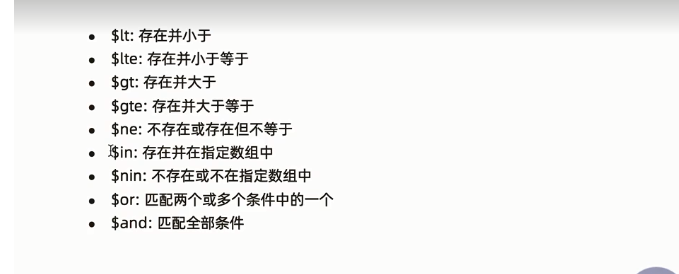 $lt: 存在并小于
$lte: 存在并小于等于
$gt: 存在并大于
$gte: 存在并大于等于
$ne: 不存在或存在但不等于
$in: 存在并在指定数组中
$nin: 不存在或不在指定数组中
$or: 匹配两个或多个条件中的一个
$and: 匹配全部条件